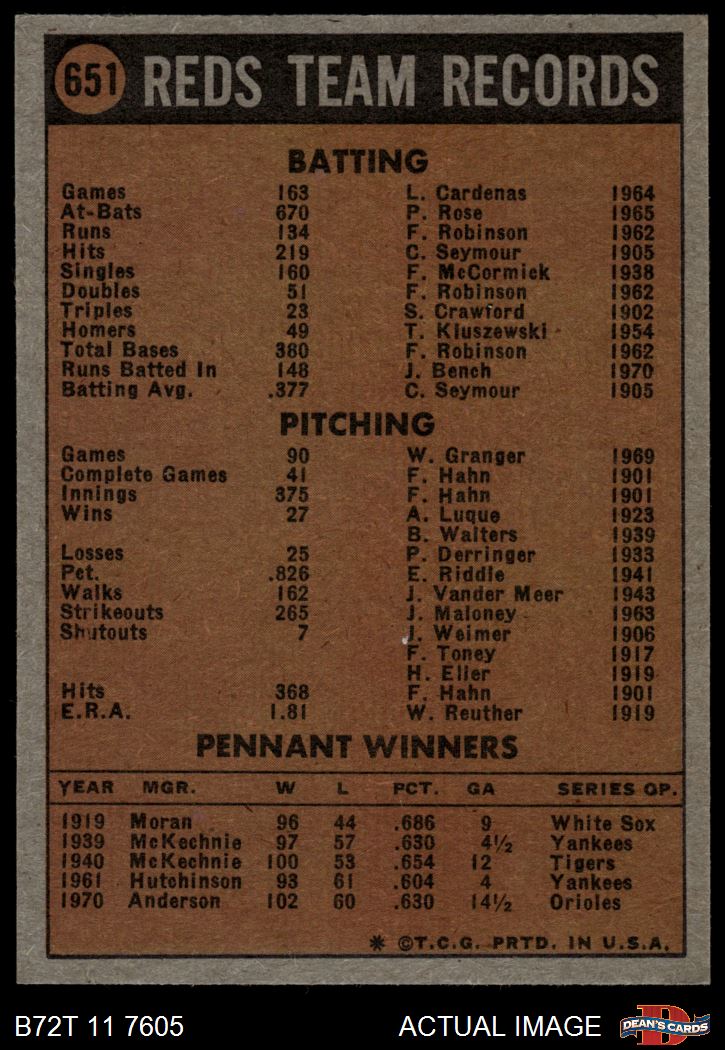 651 REDS TEAM RECORDS
BATTING
Games 163 L. Cardenas 1964
At-Bats 670 P. Rose 1965
Runs 134 F. Robinson 1962
Hits 219 C. Seymour 1905
Singles 160 F. McCormick 1938
Doubles 51 F. Robinson 1962
Triples 23 S. Crawford 1902
Homers 49 T. Kluszewski 1954
Total Bases 380 F. Robinson 1962
Runs Batted In 148 J. Bench 1970
Batting Avg. .377 C. Seymour 1905
PITCHING
Games 90 W. Granger 1969
Complete Games 41 F. Hahn 1901
Innings 375 F. Hahn 1901
Wins 27 A. Luque 1923
B. Walters 1939
Losses 25 P. Derringer 1933
Pct. .826 E. Riddle 1941
Walks 162 J. Vander Meer 1943
Strikeouts 265 J. Maloney 1963
Shutouts 7 J. Weimer 1906
F. Toney 1917
H. Eller 1919
Hits 368 F. Hahn 1901
E.R.A. 1.81 W. Reuther 1919
PENNANT WINNERS
YEAR MGR. W L PCT. GA SERIES OP.
1919 Moran 96 44 .686 9 White Sox
1939 McKechnie 97 57 .630 4½ Yankees
1940 McKechnie 100 53 .654 12 Tigers
1961 Hutchinson 93 61 .604 4 Yankees
1970 Anderson 102 60 .630 14½ Orioles
* ©T.C.G. PRTD. IN U.S.A.
B72T 11 7605 ACTUAL IMAGE D DEAN'S CARDS